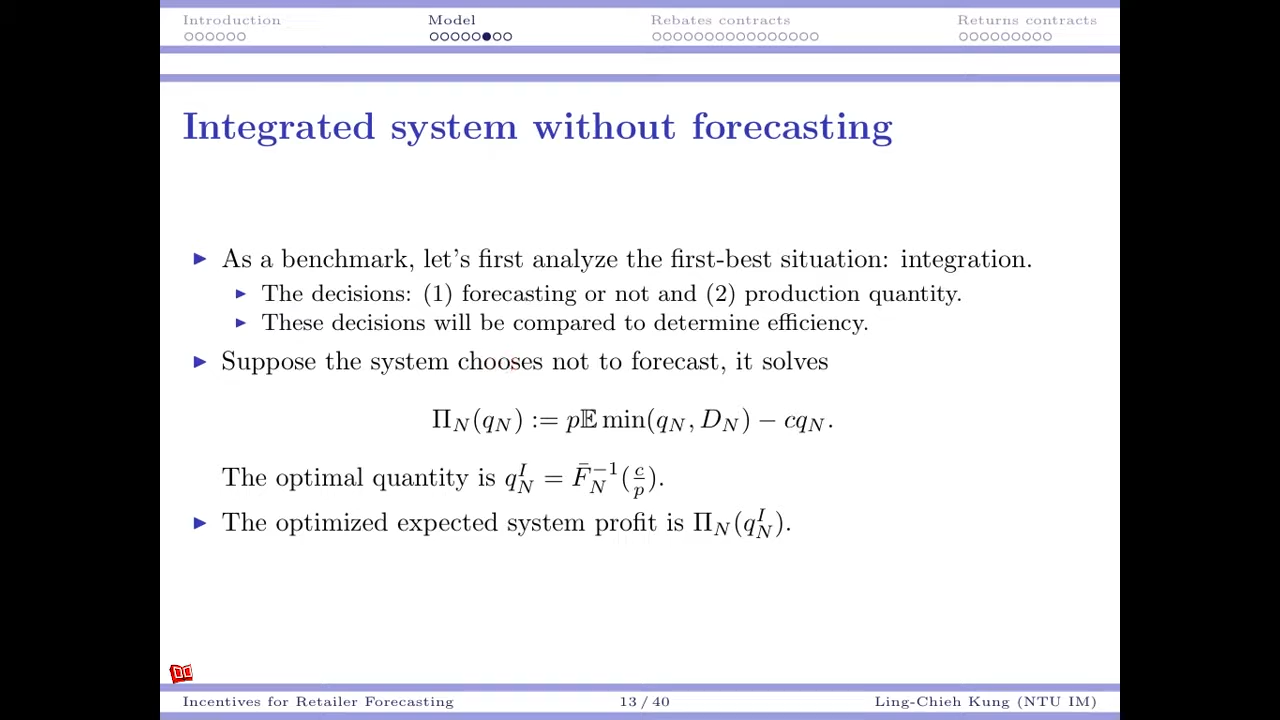 Introduction Model Rebates contracts Returns contracts
Integrated system without forecasting
▶ As a benchmark, let's first analyze the first-best situation: integration.
▶ The decisions: (1) forecasting or not and (2) production quantity.
▶ These decisions will be compared to determine efficiency.
▶ Suppose the system chooses not to forecast, it solves
Π_N(q_N) := p𝔼 min(q_N, D_N) − cq_N.
The optimal quantity is q_N^I = F̄_N^{−1}(c/p).
▶ The optimized expected system profit is Π_N(q_N^I).
Incentives for Retailer Forecasting 13 / 40 Ling-Chieh Kung (NTU IM)